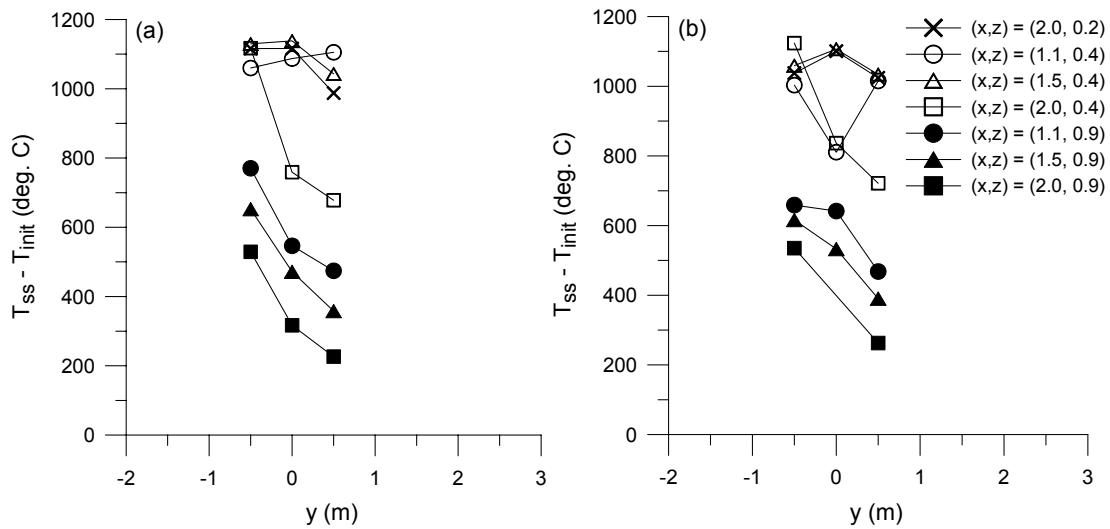 (a)
1200
1000
800
600
400
200
0
T_ss - T_init (deg. C)
-2 -1 0 1 2 3
y (m)
(b)
1200
1000
800
600
400
200
0
T_ss - T_init (deg. C)
-2 -1 0 1 2 3
y (m)
(x,z) = (2.0, 0.2)
(x,z) = (1.1, 0.4)
(x,z) = (1.5, 0.4)
(x,z) = (2.0, 0.4)
(x,z) = (1.1, 0.9)
(x,z) = (1.5, 0.9)
(x,z) = (2.0, 0.9)